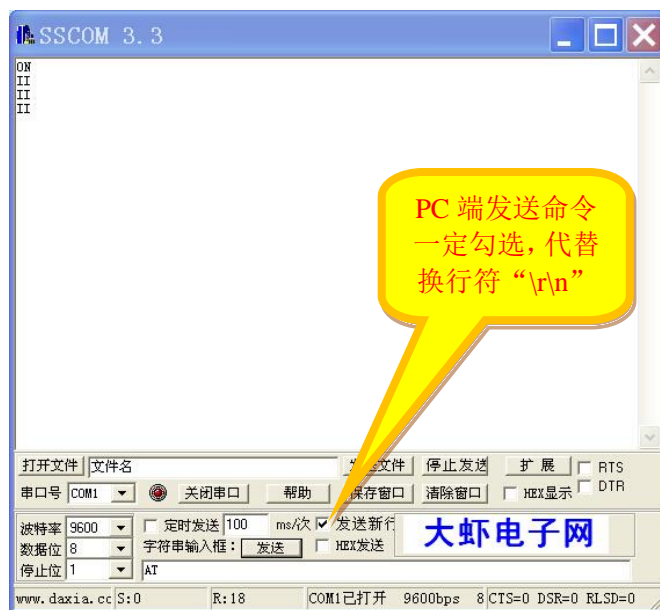 SSCOM 3.3
ON
II
II
II
PC 端发送命令
一定勾选，代替
换行符“\r\n”
打开文件 文件名 文件 停止发送 扩 展 RTS
串口号 COM1 关闭串口 帮助 保存窗口 清除窗口 HEX显示 DTR
波特率 9600 定时发送 100 ms/次 发送新行 大虾电子网
数据位 8 字符串输入框： 发送 HEX发送
停止位 1 AT
www.daxia.cc S:0 R:18 COM1已打开 9600bps 8 CTS=0 DSR=0 RLSD=0